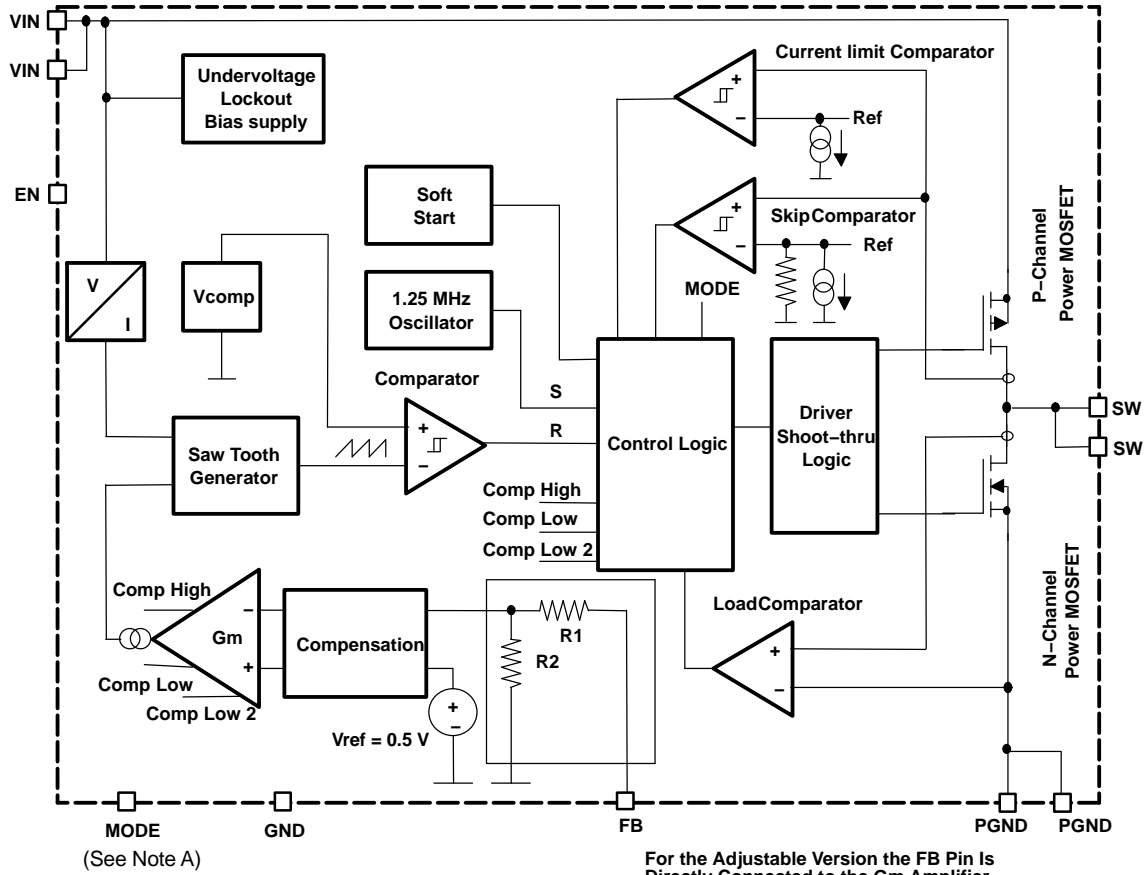 VIN
VIN
EN
Undervoltage
Lockout
Bias supply
Current limit Comparator
+
−
Ref
Soft
Start
+
−
Skip Comparator
Ref
P−Channel
Power MOSFET
V
I
Vcomp
1.25 MHz
Oscillator
MODE
Comparator
S
R
+
−
Saw Tooth
Generator
Control Logic
Driver
Shoot−thru
Logic
SW
SW
Comp High
Comp Low
Comp Low 2
Comp High
Gm
−
+
Comp Low
Comp Low 2
Compensation
R1
R2
+
−
Vref = 0.5 V
Load Comparator
+
−
N−Channel
Power MOSFET
MODE
(See Note A)
GND
FB
PGND
PGND
For the Adjustable Version the FB Pin Is
Directly Connected to the Gm Amplifier